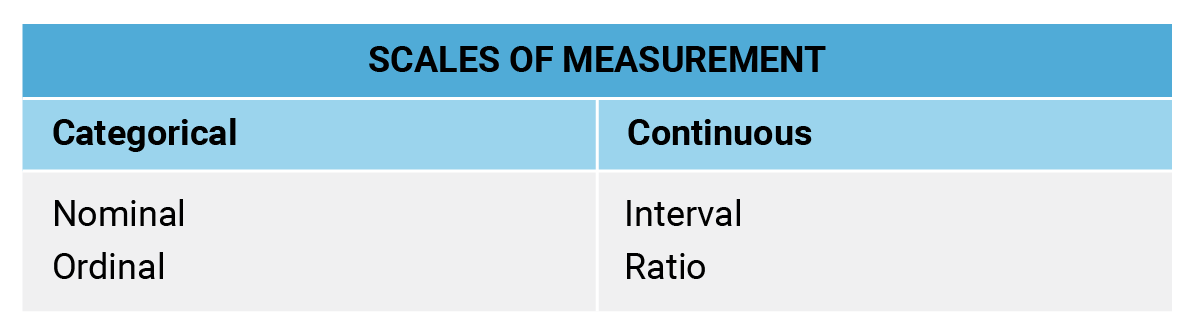 SCALES OF MEASUREMENT
Categorical
Continuous
Nominal
Ordinal
Interval
Ratio